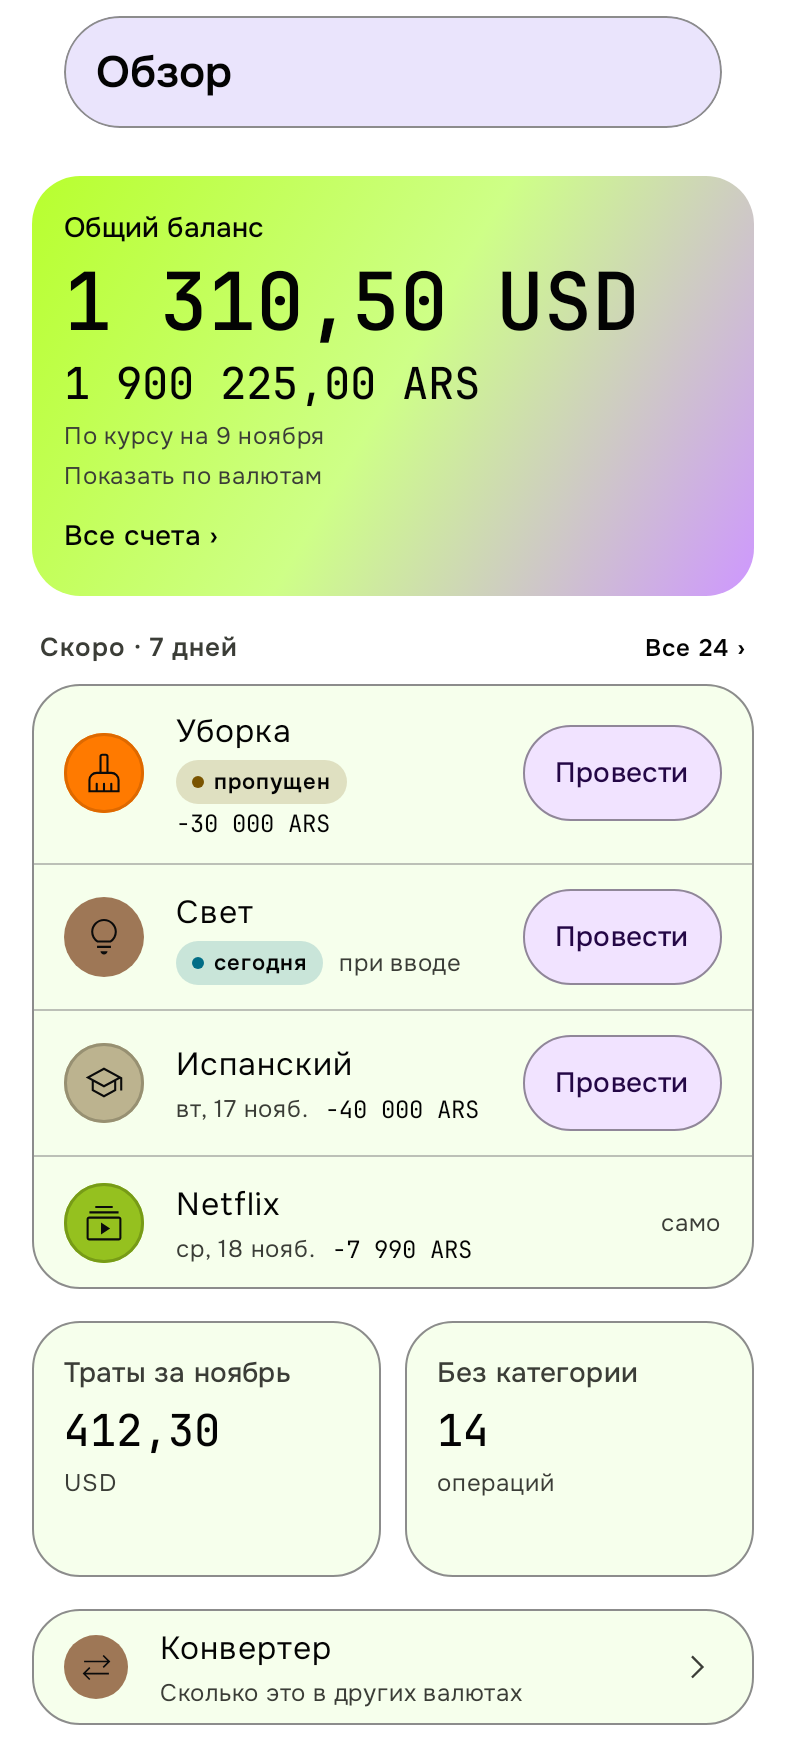 Обзор
Общий баланс
1 310,50 USD
1 900 225,00 ARS
По курсу на 9 ноября
Показать по валютам
Все счета ›
Скоро · 7 дней
Все 24 ›
Уборка
пропущен
-30 000 ARS
Провести
Свет
сегодня при вводе
Провести
Испанский
вт, 17 нояб. -40 000 ARS
Провести
Netflix
ср, 18 нояб. -7 990 ARS
само
Траты за ноябрь
412,30
USD
Без категории
14
операций
Конвертер
Сколько это в других валютах